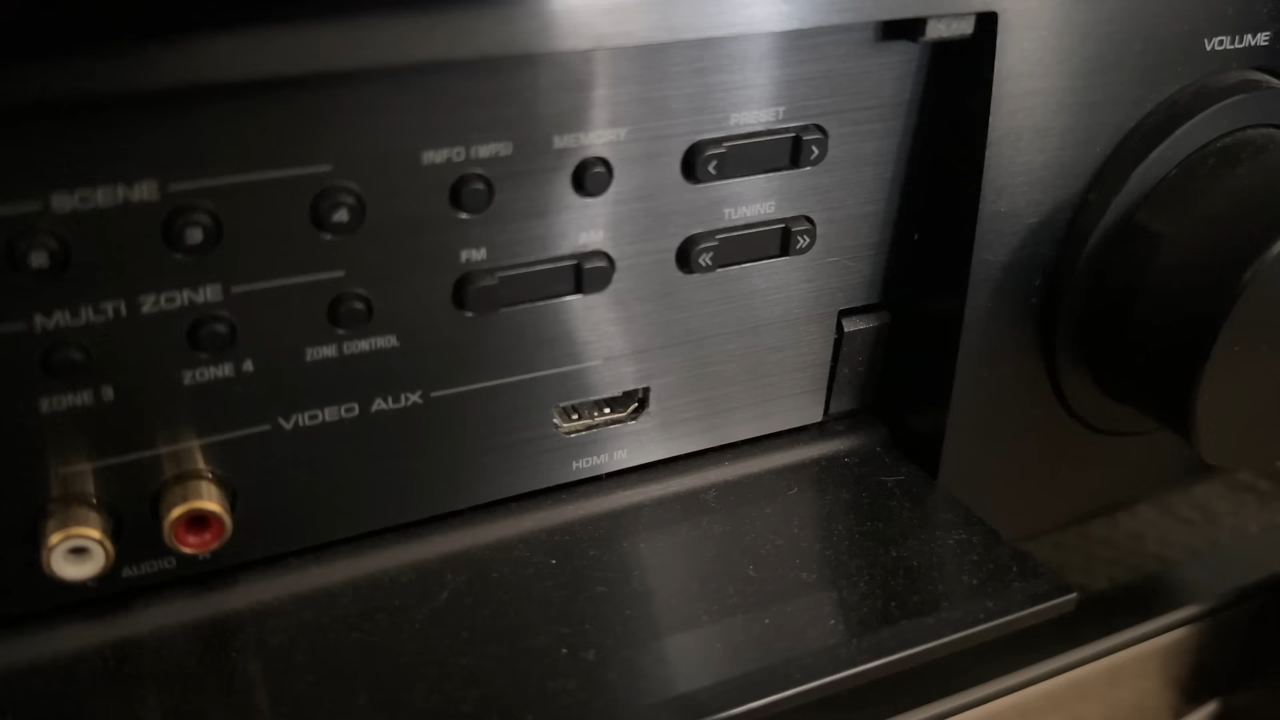 VOLUME
PRESET
INFO (WPS)
MEMORY
SCENE
4
TUNING
FM
AM
MULTI ZONE
ZONE 3
ZONE 4
ZONE CONTROL
VIDEO AUX
HDMI IN
AUDIO